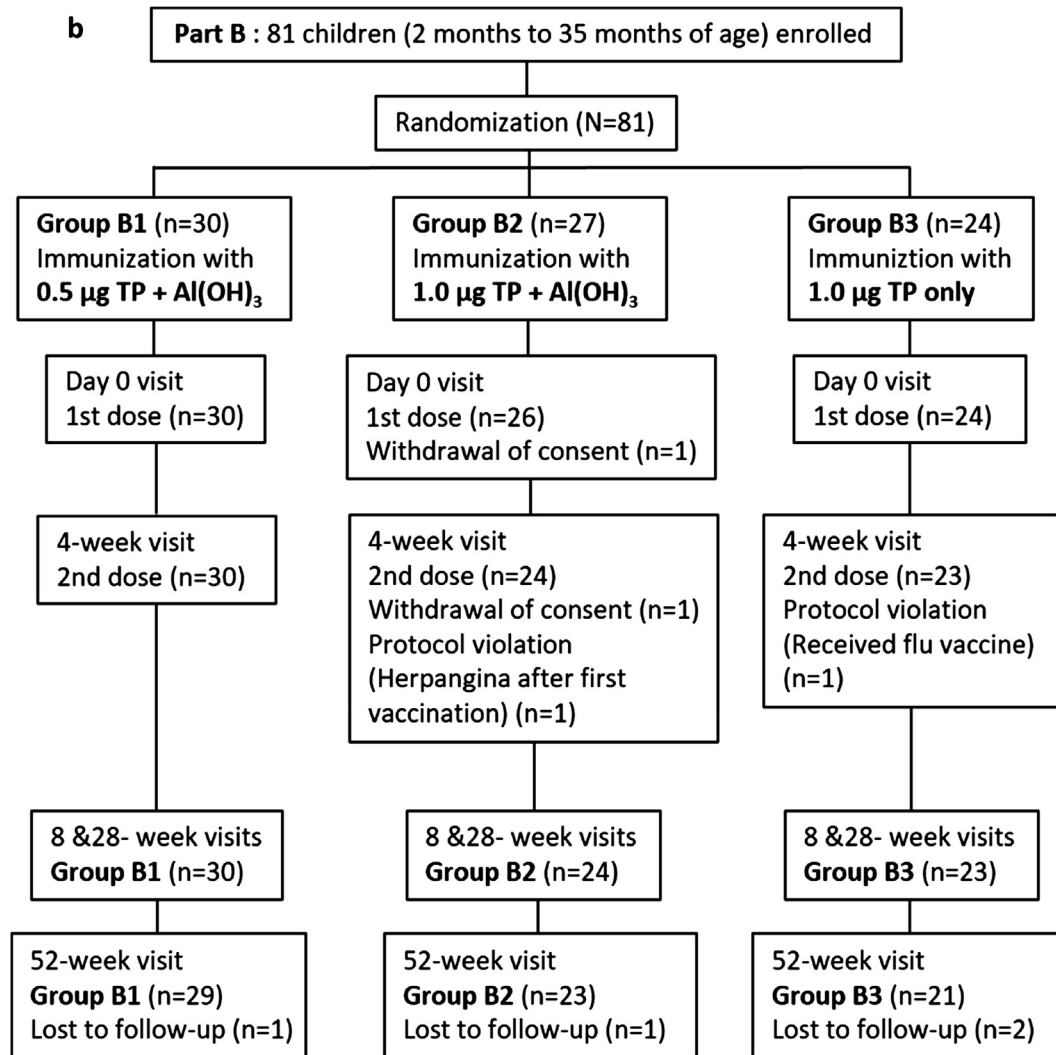 b
Part B : 81 children (2 months to 35 months of age) enrolled
Randomization (N=81)
Group B1 (n=30)
Immunization with
0.5 µg TP + Al(OH)₃
Group B2 (n=27)
Immunization with
1.0 µg TP + Al(OH)₃
Group B3 (n=24)
Immuniztion with
1.0 µg TP only
Day 0 visit
1st dose (n=30)
Day 0 visit
1st dose (n=26)
Withdrawal of consent (n=1)
Day 0 visit
1st dose (n=24)
4-week visit
2nd dose (n=30)
4-week visit
2nd dose (n=24)
Withdrawal of consent (n=1)
Protocol violation
(Herpangina after first
vaccination) (n=1)
4-week visit
2nd dose (n=23)
Protocol violation
(Received flu vaccine)
(n=1)
8 &28- week visits
Group B1 (n=30)
8 &28- week visits
Group B2 (n=24)
8 &28- week visits
Group B3 (n=23)
52-week visit
Group B1 (n=29)
Lost to follow-up (n=1)
52-week visit
Group B2 (n=23)
Lost to follow-up (n=1)
52-week visit
Group B3 (n=21)
Lost to follow-up (n=2)